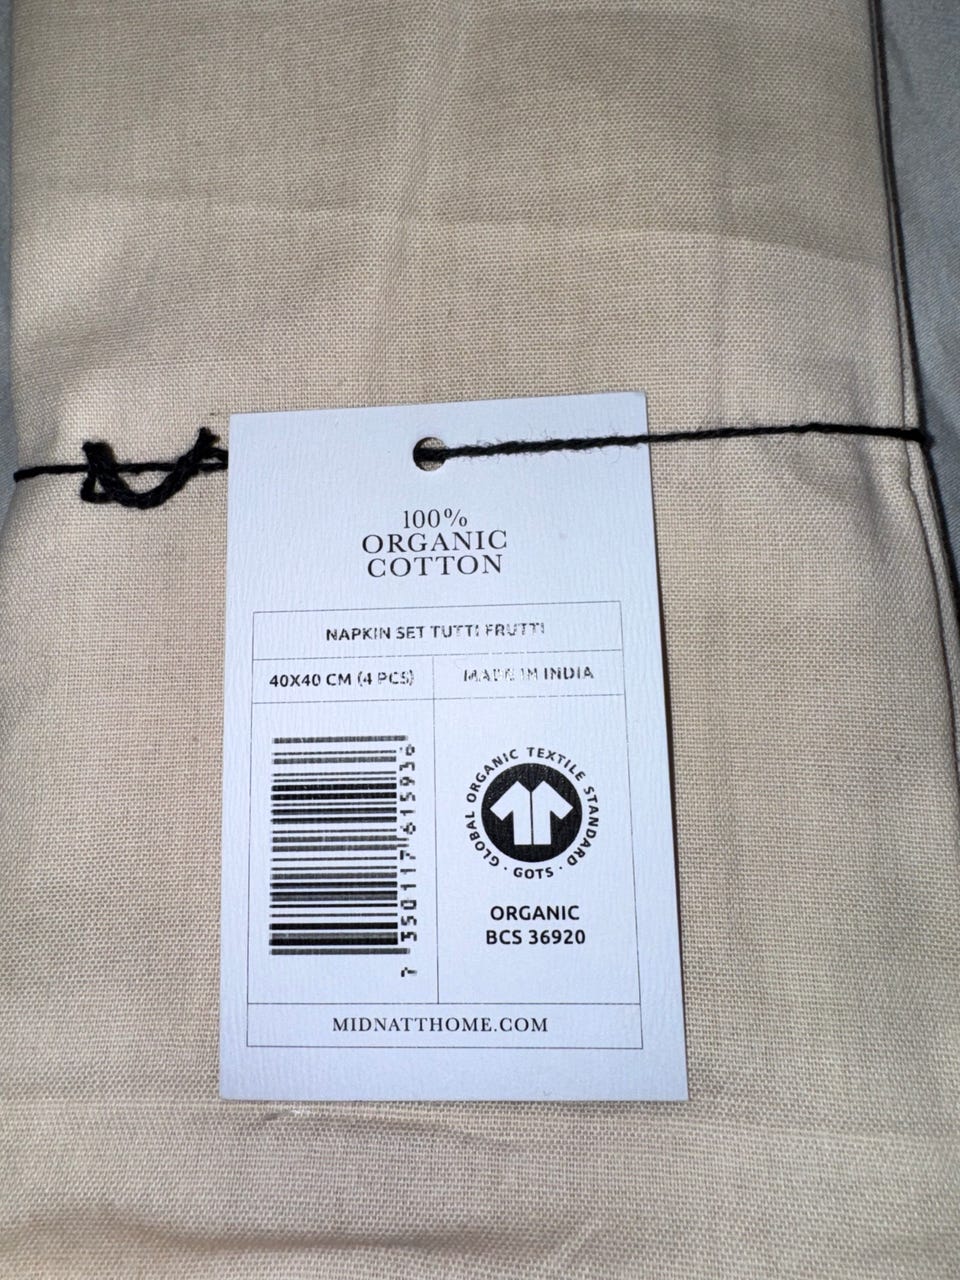 100%
ORGANIC
COTTON
NAPKIN SET TUTTI FRUTTI
40X40 CM (4 PCS)
MADE IN INDIA
7 350117 615936
GLOBAL ORGANIC TEXTILE STANDARD · GOTS ·
ORGANIC
BCS 36920
MIDNATTHOME.COM